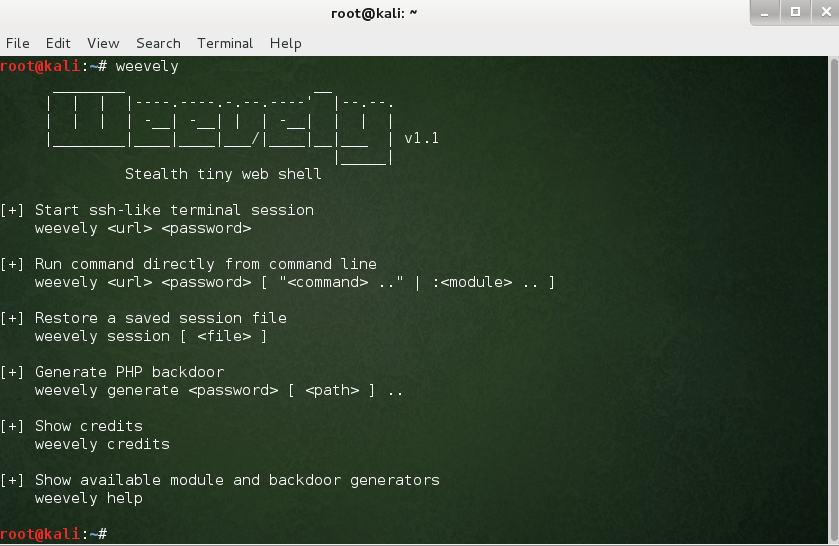 root@kali: ~
File Edit View Search Terminal Help
root@kali:~# weevely
Weevely v1.1
Stealth tiny web shell
[+] Start ssh-like terminal session
weevely <url> <password>
[+] Run command directly from command line
weevely <url> <password> [ "<command> .." | :<module> .. ]
[+] Restore a saved session file
weevely session [ <file> ]
[+] Generate PHP backdoor
weevely generate <password> [ <path> ] ..
[+] Show credits
weevely credits
[+] Show available module and backdoor generators
weevely help
root@kali:~#